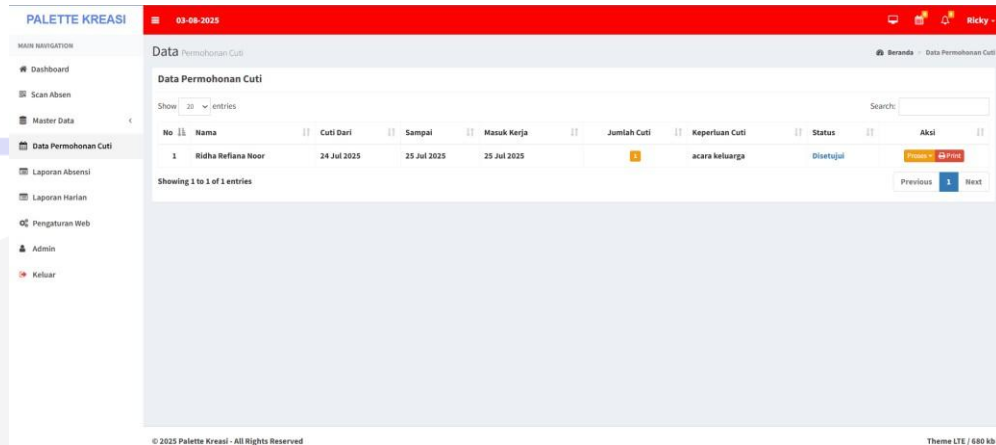 PALETTE KREASI
03-08-2025
Ricky
MAIN NAVIGATION
Dashboard
Scan Absen
Master Data
Data Permohonan Cuti
Laporan Absensi
Laporan Harian
Pengaturan Web
Admin
Keluar
Data Permohonan Cuti
Beranda > Data Permohonan Cuti
Data Permohonan Cuti
Show 20 entries
Search:
No Nama Cuti Dari Sampai Masuk Kerja Jumlah Cuti Keperluan Cuti Status Aksi
1 Ridha Refiana Noor 24 Jul 2025 25 Jul 2025 25 Jul 2025 1 acara keluarga Disetujui Proses Print
Showing 1 to 1 of 1 entries
Previous 1 Next
© 2025 Palette Kreasi - All Rights Reserved
Theme LTE / 680 kb